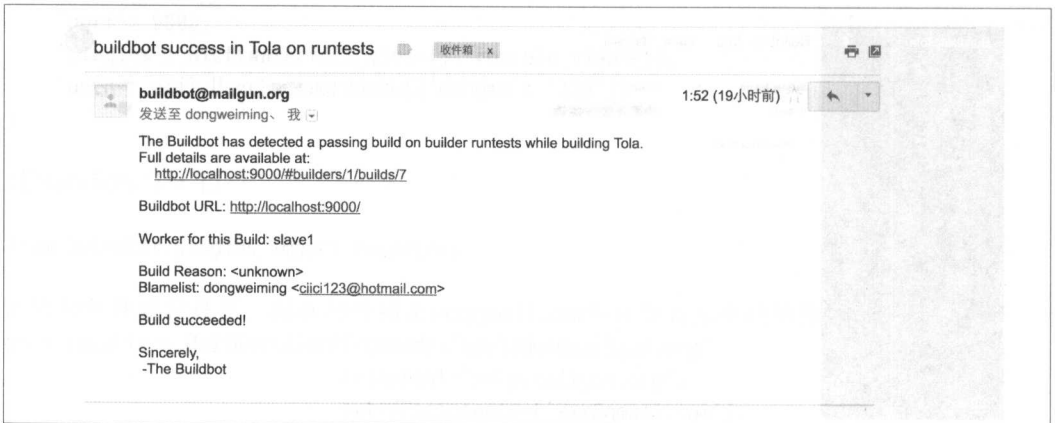 buildbot success in Tola on runtests 收件箱 x
buildbot@mailgun.org 1:52 (19小时前)
发送至 dongweiming、 我
The Buildbot has detected a passing build on builder runtests while building Tola.
Full details are available at:
http://localhost:9000/#builders/1/builds/7
Buildbot URL: http://localhost:9000/
Worker for this Build: slave1
Build Reason: <unknown>
Blamelist: dongweiming <ciici123@hotmail.com>
Build succeeded!
Sincerely,
-The Buildbot